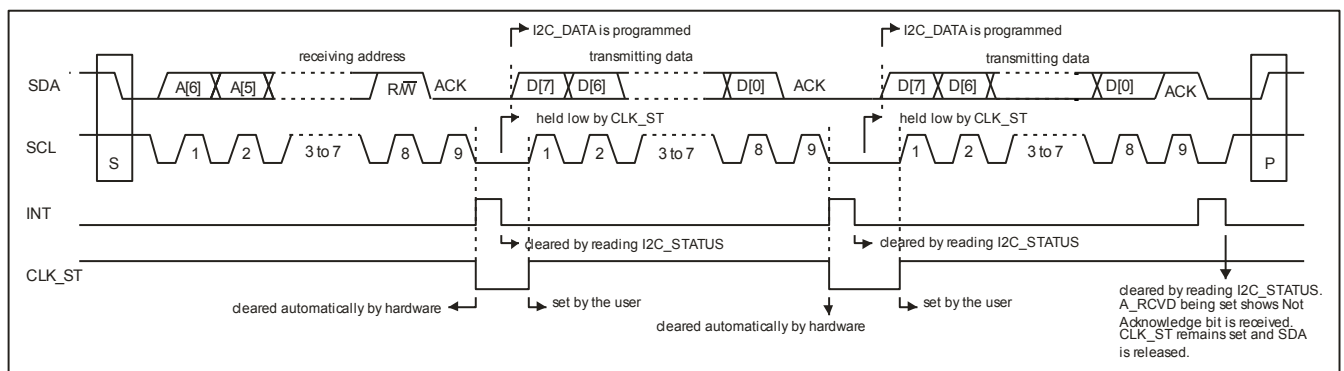 I2C_DATA is programmed
I2C_DATA is programmed
receiving address
transmitting data
transmitting data
SDA
A[6]
A[5]
R/W
ACK
D[7]
D[6]
D[0]
ACK
D[7]
D[6]
D[0]
ACK
held low by CLK_ST
held low by CLK_ST
SCL
S
1
2
3 to 7
8
9
1
2
3 to 7
8
9
1
2
3 to 7
8
9
P
INT
cleared by reading I2C_STATUS
cleared by reading I2C_STATUS
CLK_ST
cleared automatically by hardware
set by the user
cleared automatically by hardware
set by the user
cleared by reading I2C_STATUS.
A_RCVD being set shows Not
Acknowledge bit is received.
CLK_ST remains set and SDA
is released.